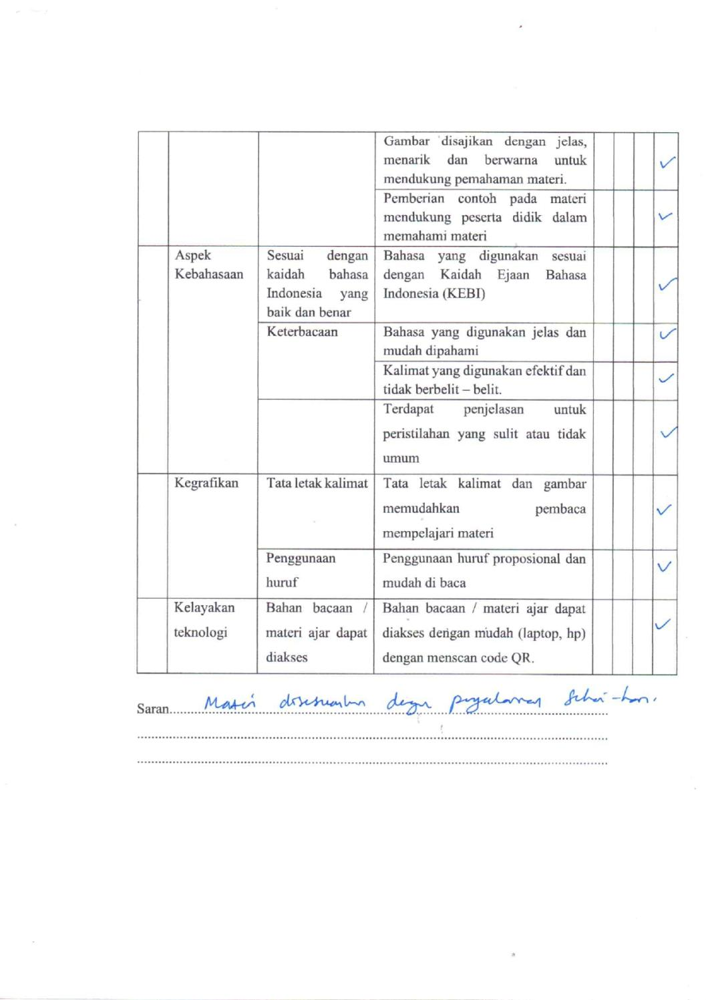 Gambar disajikan dengan jelas,
menarik dan berwarna untuk
mendukung pemahaman materi.
✓
Pemberian contoh pada materi
mendukung peserta didik dalam
memahami materi
✓
Aspek
Kebahasaan
Sesuai dengan
kaidah bahasa
Indonesia yang
baik dan benar
Bahasa yang digunakan sesuai
dengan Kaidah Ejaan Bahasa
Indonesia (KEBI)
✓
Keterbacaan
Bahasa yang digunakan jelas dan
mudah dipahami
✓
Kalimat yang digunakan efektif dan
tidak berbelit – belit.
✓
Terdapat penjelasan untuk
peristilahan yang sulit atau tidak
umum
✓
Kegrafikan
Tata letak kalimat
Tata letak kalimat dan gambar
memudahkan pembaca
mempelajari materi
✓
Penggunaan
huruf
Penggunaan huruf proposional dan
mudah di baca
✓
Kelayakan
teknologi
Bahan bacaan /
materi ajar dapat
diakses
Bahan bacaan / materi ajar dapat
diakses dengan mudah (laptop, hp)
dengan menscan code QR.
✓
Saran.... Materi disesuaikan dengan pengalaman sehari-hari.